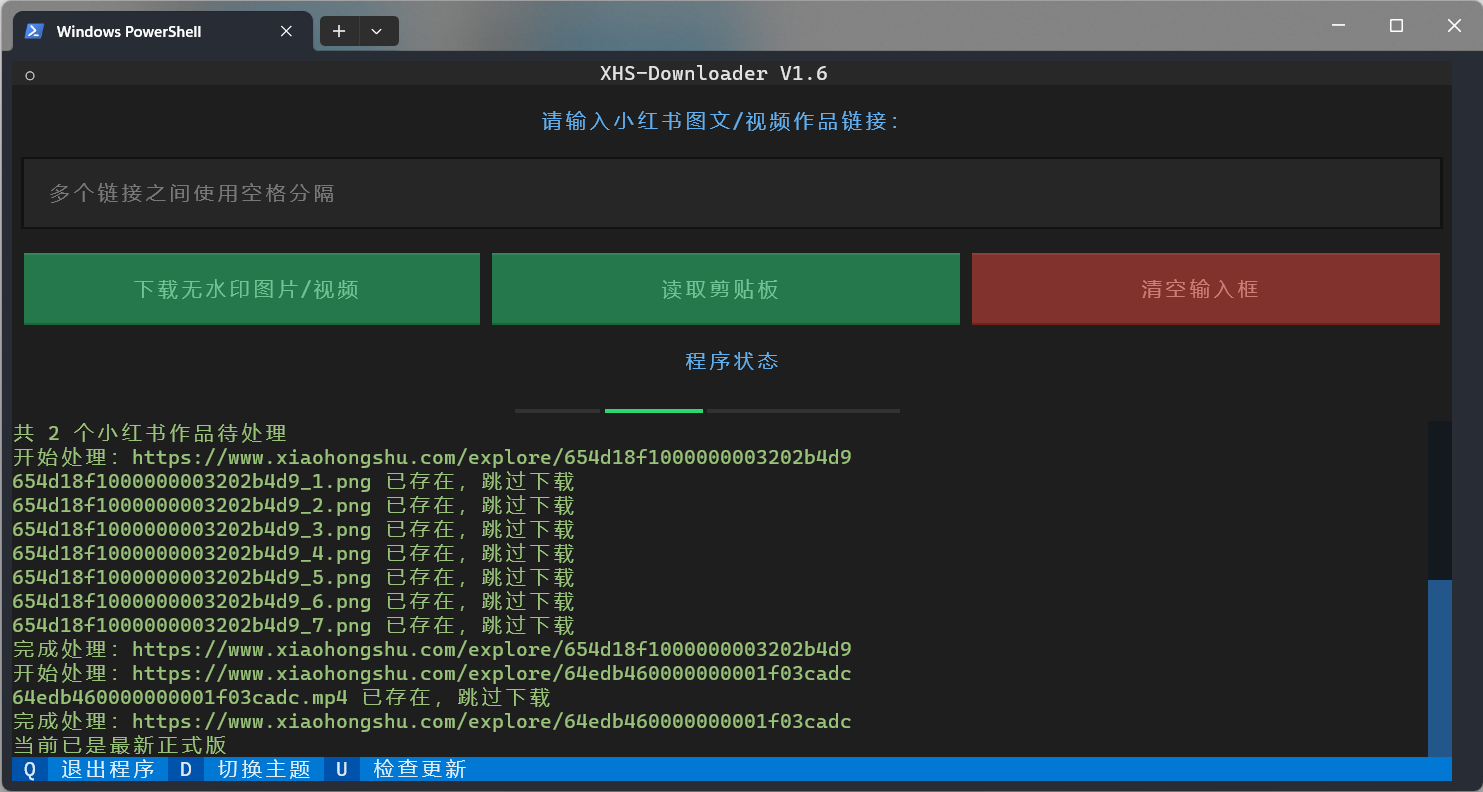 Windows PowerShell
XHS-Downloader V1.6
请输入小红书图文/视频作品链接：
多个链接之间使用空格分隔
下载无水印图片/视频
读取剪贴板
清空输入框
程序状态
共 2 个小红书作品待处理
开始处理：https://www.xiaohongshu.com/explore/654d18f1000000003202b4d9
654d18f1000000003202b4d9_1.png 已存在，跳过下载
654d18f1000000003202b4d9_2.png 已存在，跳过下载
654d18f1000000003202b4d9_3.png 已存在，跳过下载
654d18f1000000003202b4d9_4.png 已存在，跳过下载
654d18f1000000003202b4d9_5.png 已存在，跳过下载
654d18f1000000003202b4d9_6.png 已存在，跳过下载
654d18f1000000003202b4d9_7.png 已存在，跳过下载
完成处理：https://www.xiaohongshu.com/explore/654d18f1000000003202b4d9
开始处理：https://www.xiaohongshu.com/explore/64edb460000000001f03cadc
64edb460000000001f03cadc.mp4 已存在，跳过下载
完成处理：https://www.xiaohongshu.com/explore/64edb460000000001f03cadc
当前已是最新正式版
Q 退出程序 D 切换主题 U 检查更新